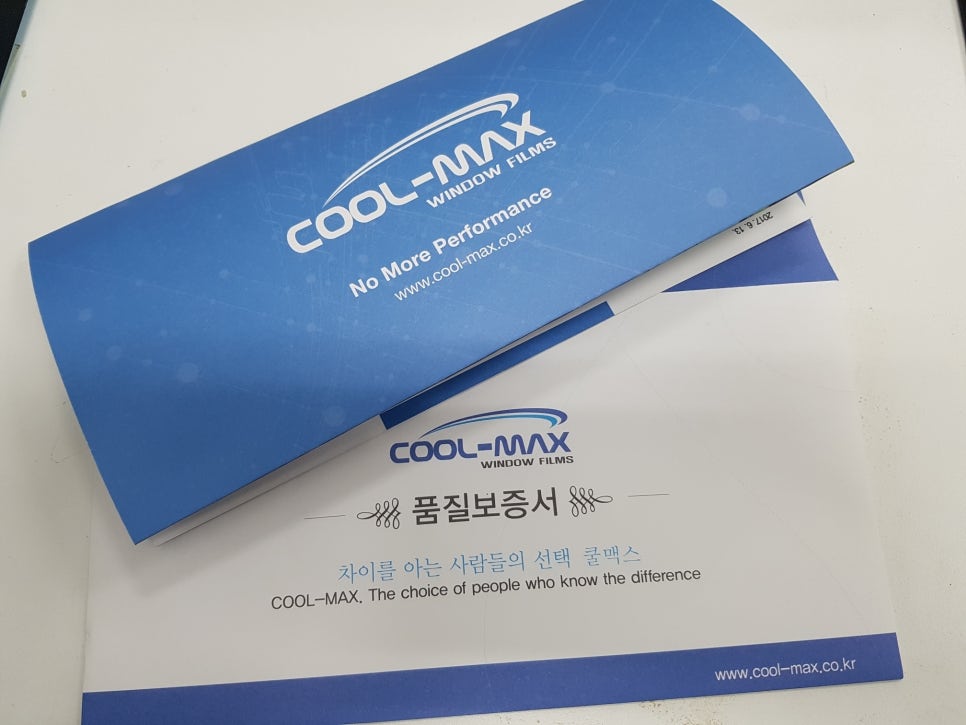 COOL-MAX
WINDOW FILMS
No More Performance
www.cool-max.co.kr
2017. 6. 13.
COOL-MAX
WINDOW FILMS
품질보증서
차이를 아는 사람들의 선택 쿨맥스
COOL-MAX, The choice of people who know the difference
www.cool-max.co.kr